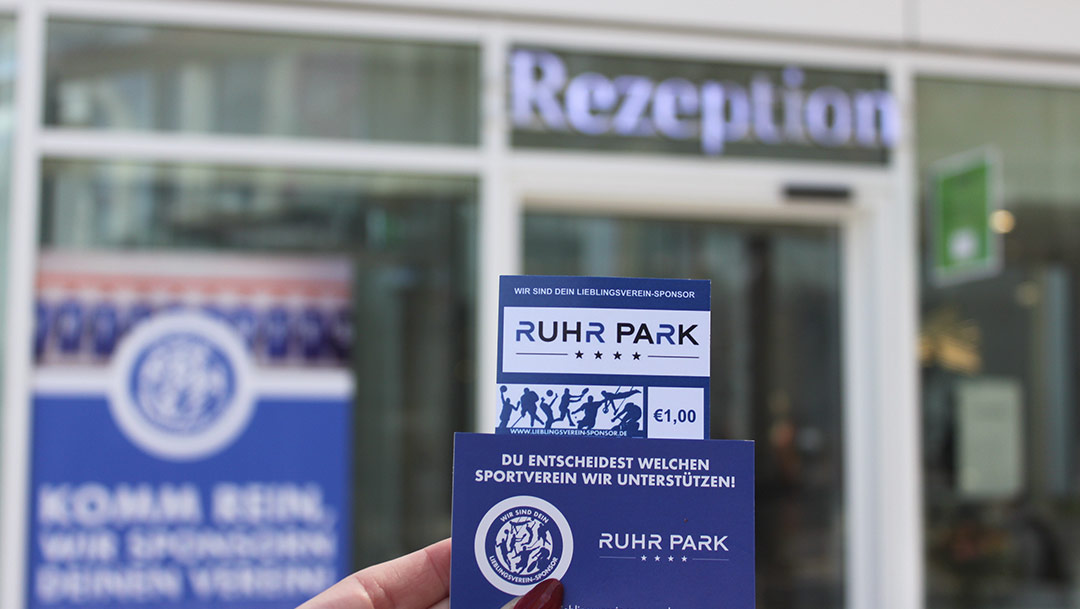 Rezeption
WIR SIND DEIN LIEBLINGSVEREIN-SPONSOR
RUHR PARK
€1,00
WWW.LIEBLINGSVEREIN-SPONSOR.DE
DU ENTSCHEIDEST WELCHEN
SPORTVEREIN WIR UNTERSTÜTZEN!
WIR SIND DEIN
LIEBLINGSVEREIN-SPONSOR
RUHR PARK
KOMM REIN,
WIR SPONSORN
DEINEN VEREIN!